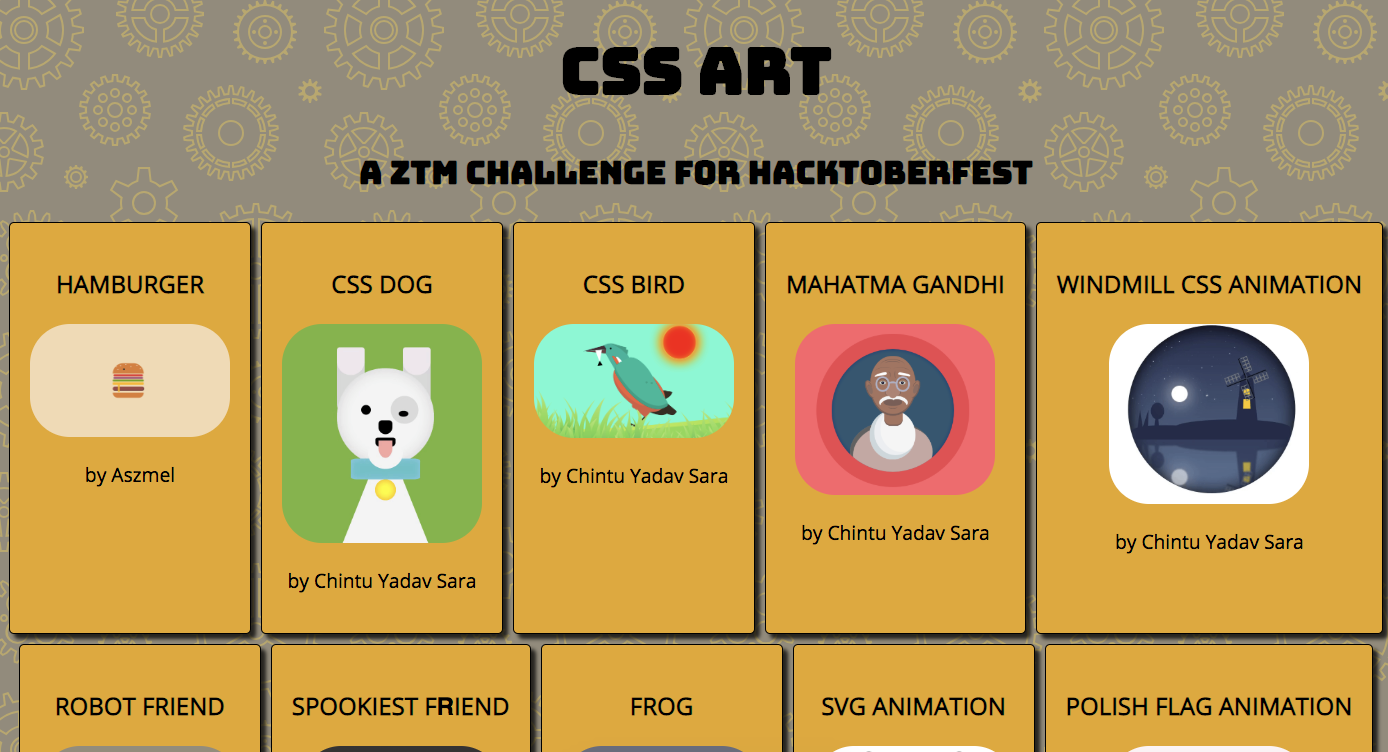 CSS ART
A ZTM CHALLENGE FOR HACKTOBERFEST
HAMBURGER
by Aszmel
CSS DOG
by Chintu Yadav Sara
CSS BIRD
by Chintu Yadav Sara
MAHATMA GANDHI
by Chintu Yadav Sara
WINDMILL CSS ANIMATION
by Chintu Yadav Sara
ROBOT FRIEND
SPOOKIEST FRIEND
FROG
SVG ANIMATION
POLISH FLAG ANIMATION